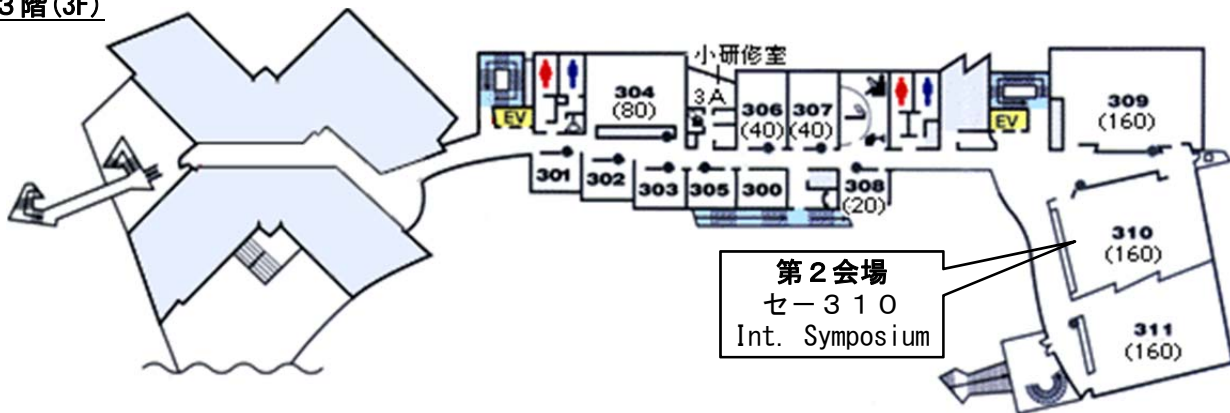 ３階(3F)
小研修室
3A
304
(80)
306
(40)
307
(40)
309
(160)
EV
EV
301
302
303
305
300
308
(20)
310
(160)
第２会場
セー３１０
Int. Symposium
311
(160)